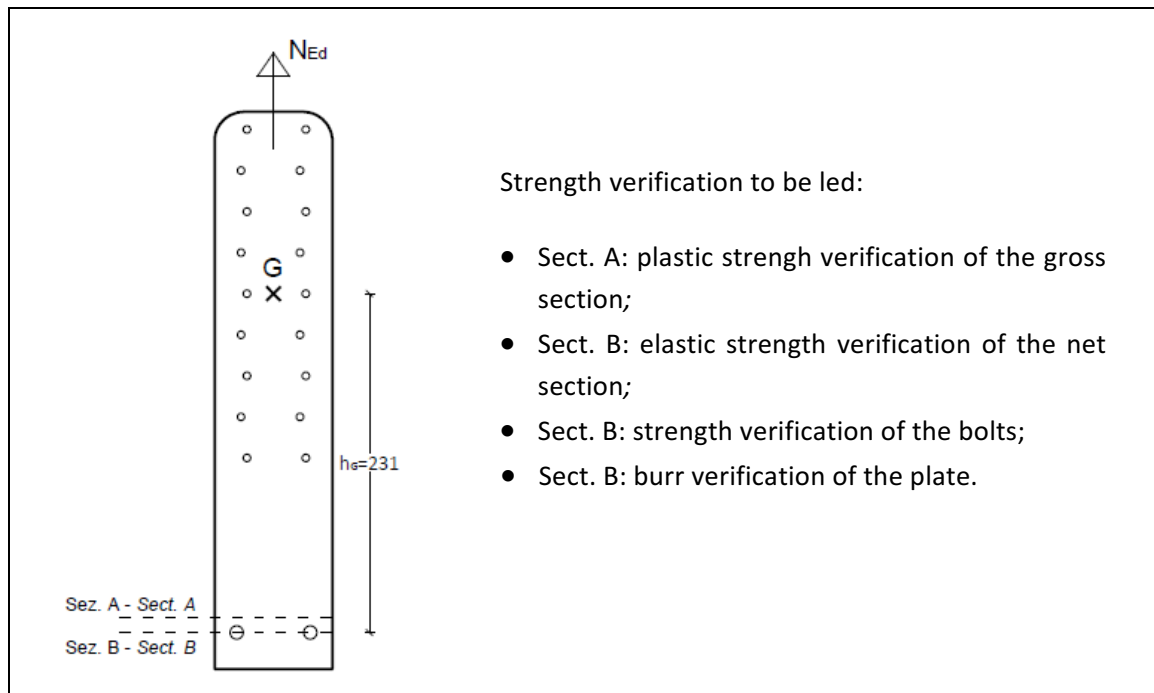 NEd
Strength verification to be led:
• Sect. A: plastic strengh verification of the gross
section;
G
• Sect. B: elastic strength verification of the net
section;
• Sect. B: strength verification of the bolts;
hG=231
• Sect. B: burr verification of the plate.
Sez. A - Sect. A
Sez. B - Sect. B